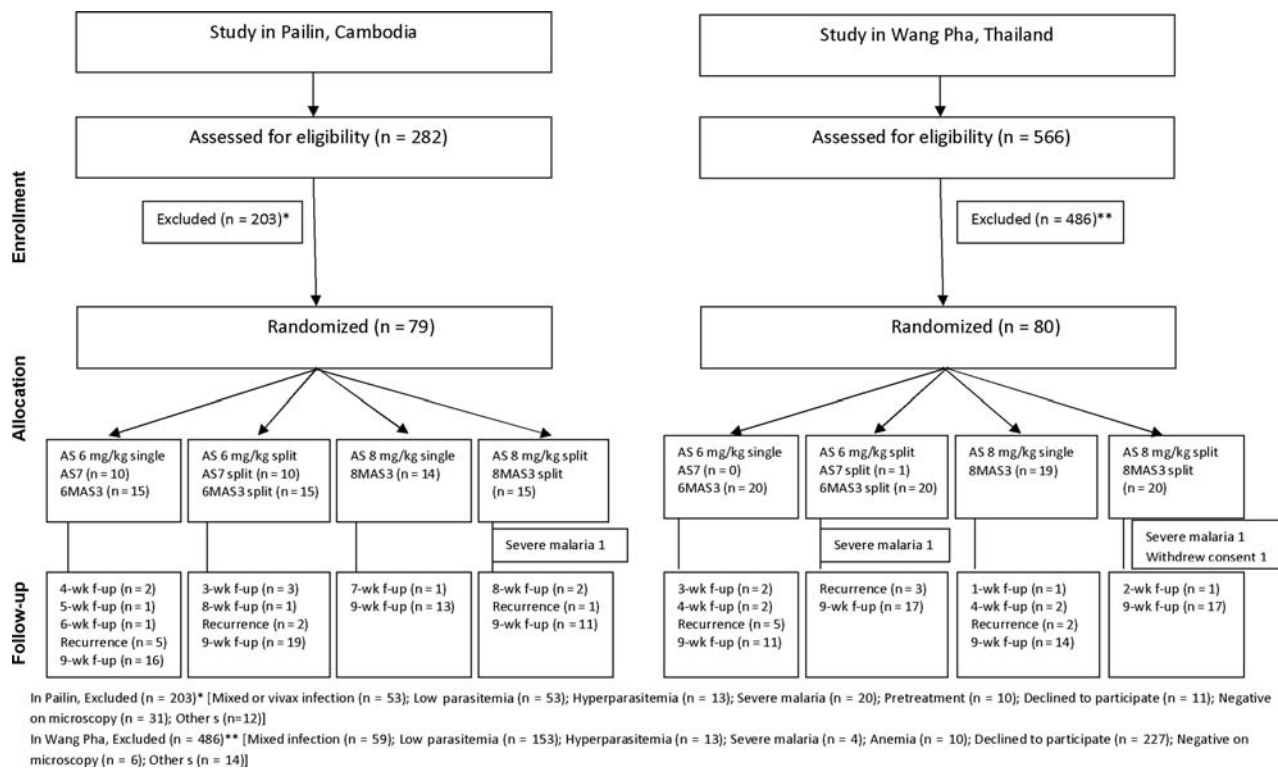 Study in Pailin, Cambodia
Assessed for eligibility (n = 282)
Excluded (n = 203)*
Randomized (n = 79)
AS 6 mg/kg single
AS7 (n = 10)
6MAS3 (n = 15)
AS 6 mg/kg split
AS7 split (n = 10)
6MAS3 split (n = 15)
AS 8 mg/kg single
8MAS3 (n = 14)
AS 8 mg/kg split
8MAS3 split
(n = 15)
Severe malaria 1
4-wk f-up (n = 2)
5-wk f-up (n = 1)
6-wk f-up (n = 1)
Recurrence (n = 5)
9-wk f-up (n = 16)
3-wk f-up (n = 3)
8-wk f-up (n = 1)
Recurrence (n = 2)
9-wk f-up (n = 19)
7-wk f-up (n = 1)
9-wk f-up (n = 13)
8-wk f-up (n = 2)
Recurrence (n = 1)
9-wk f-up (n = 11)
Study in Wang Pha, Thailand
Assessed for eligibility (n = 566)
Excluded (n = 486)**
Randomized (n = 80)
AS 6 mg/kg single
AS7 (n = 0)
6MAS3 (n = 20)
AS 6 mg/kg split
AS7 split (n = 1)
6MAS3 split (n = 20)
AS 8 mg/kg single
8MAS3 (n = 19)
AS 8 mg/kg split
8MAS3 split
(n = 20)
Severe malaria 1
Severe malaria 1
Withdrew consent 1
3-wk f-up (n = 2)
4-wk f-up (n = 2)
Recurrence (n = 5)
9-wk f-up (n = 11)
Recurrence (n = 3)
9-wk f-up (n = 17)
1-wk f-up (n = 1)
4-wk f-up (n = 2)
Recurrence (n = 2)
9-wk f-up (n = 14)
2-wk f-up (n = 1)
9-wk f-up (n = 17)
Enrollment
Allocation
Follow-up
In Pailin, Excluded (n = 203)* [Mixed or vivax infection (n = 53); Low parasitemia (n = 53); Hyperparasitemia (n = 13); Severe malaria (n = 20); Pretreatment (n = 10); Declined to participate (n = 11); Negative
on microscopy (n = 31); Other s (n=12)]
In Wang Pha, Excluded (n = 486)** [Mixed infection (n = 59); Low parasitemia (n = 153); Hyperparasitemia (n = 13); Severe malaria (n = 4); Anemia (n = 10); Declined to participate (n = 227); Negative on
microscopy (n = 6); Other s (n = 14)]